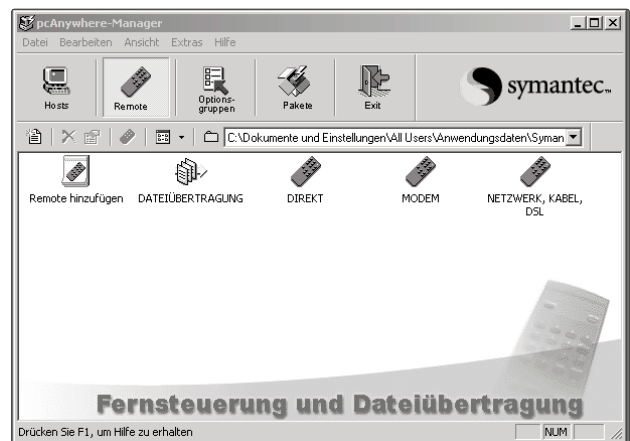 pcAnywhere-Manager
Datei Bearbeiten Ansicht Extras Hilfe
Hosts Remote Options-gruppen Pakete Exit symantec™
C:\Dokumente und Einstellungen\All Users\Anwendungsdaten\Syman
Remote hinzufügen DATEIÜBERTRAGUNG DIREKT MODEM NETZWERK, KABEL, DSL
Fernsteuerung und Dateiübertragung
Drücken Sie F1, um Hilfe zu erhalten NUM